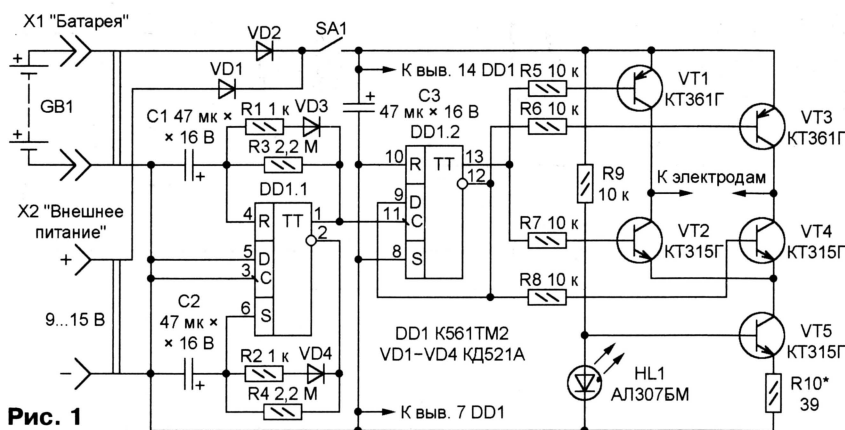 X1 "Батарея"
VD2
SA1
К выв. 14 DD1
VD1
GB1
C1 47 мк ×
× 16 В
R1 1 к
VD3
C3
47 мк × 16 В
R5 10 к
VT1
КТ361Г
R6 10 к
VT3
КТ361Г
R3 2,2 М
DD1.2
DD1.1
10
R
TT
13
12
9
D
11
C
8
S
R9
10 к
К электродам
X2 "Внешнее
питание"
+
9...15 В
–
4
R
TT
1
2
5
D
3
C
6
S
R7 10 к
VT2
КТ315Г
VT4
КТ315Г
R8 10 к
C2
47 мк ×
× 16 В
R2 1 к
VD4
R4 2,2 М
DD1 К561ТМ2
VD1–VD4 КД521А
VT5
КТ315Г
HL1
АЛ307БМ
R10*
39
К выв. 7 DD1
Рис. 1